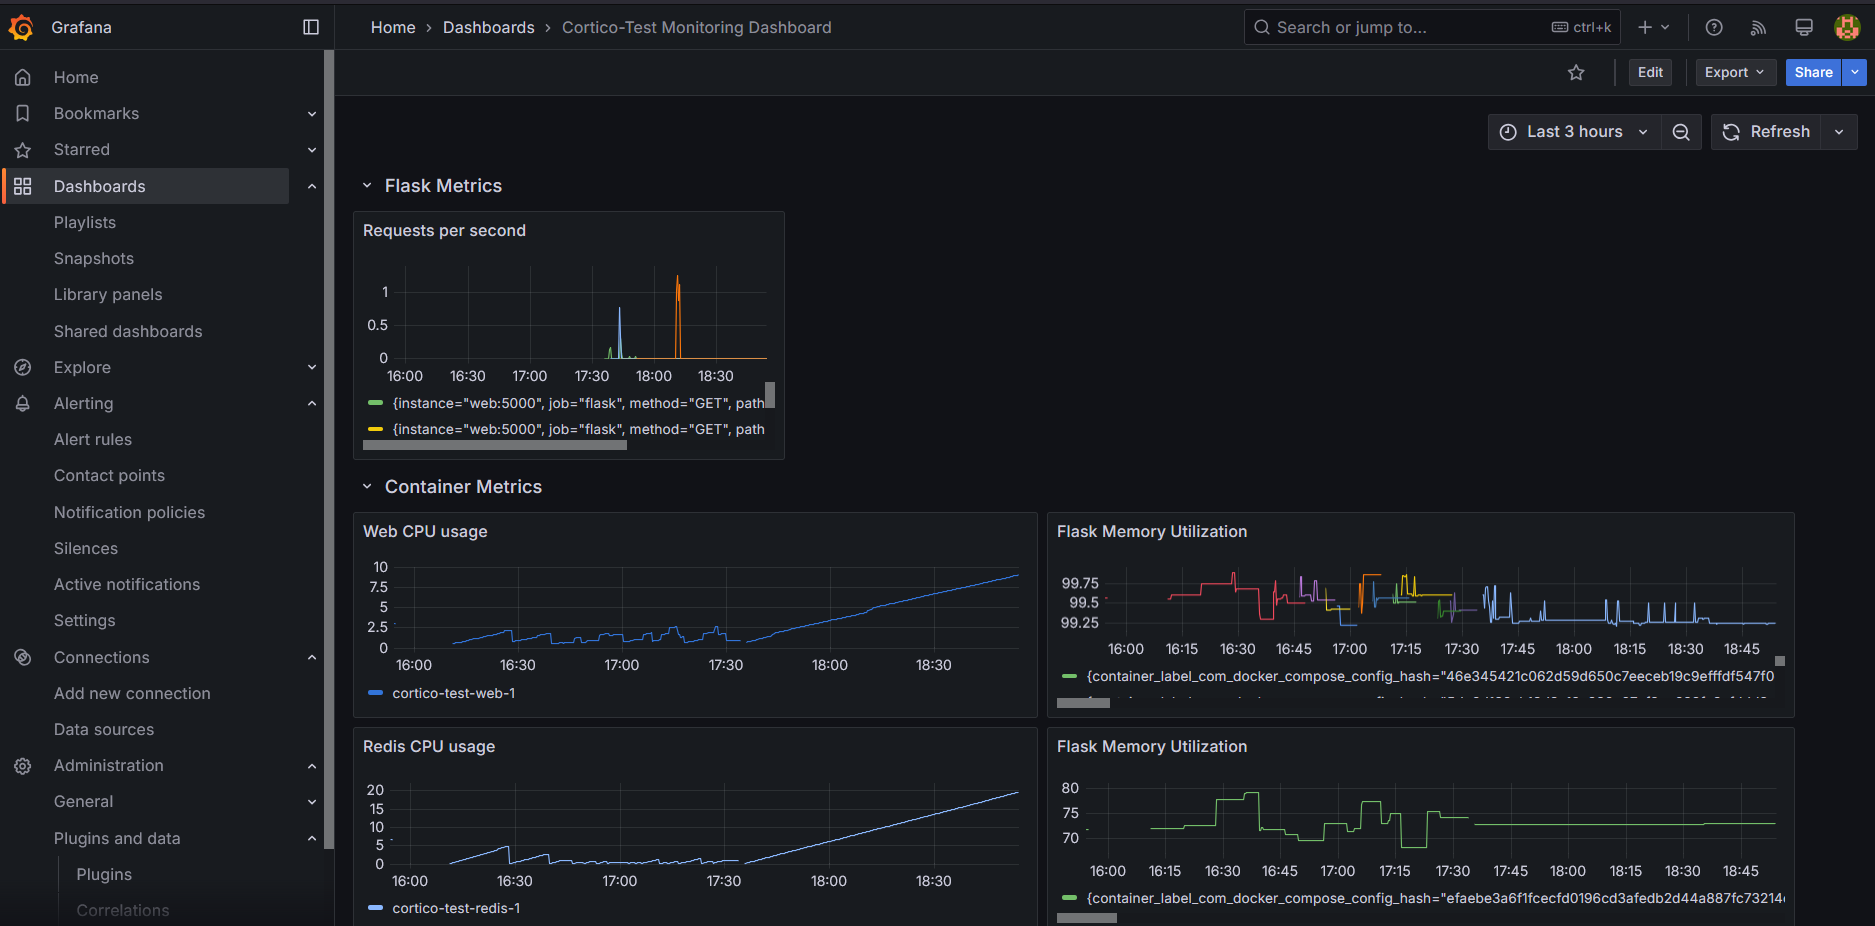 Grafana
Home › Dashboards › Cortico-Test Monitoring Dashboard
Search or jump to...
ctrl+k
Edit
Export
Share
Home
Bookmarks
Starred
Dashboards
Playlists
Snapshots
Library panels
Shared dashboards
Explore
Alerting
Alert rules
Contact points
Notification policies
Silences
Active notifications
Settings
Connections
Add new connection
Data sources
Administration
General
Plugins and data
Plugins
Correlations
Last 3 hours
Refresh
Flask Metrics
Requests per second
1
0.5
0
16:00 16:30 17:00 17:30 18:00 18:30
{instance="web:5000", job="flask", method="GET", path
{instance="web:5000", job="flask", method="GET", path
Container Metrics
Web CPU usage
10
7.5
5
2.5
0
16:00 16:30 17:00 17:30 18:00 18:30
cortico-test-web-1
Flask Memory Utilization
99.75
99.5
99.25
16:00 16:15 16:30 16:45 17:00 17:15 17:30 17:45 18:00 18:15 18:30 18:45
{container_label_com_docker_compose_config_hash="46e345421c062d59d650c7eeceb19c9efffdf547f0
Redis CPU usage
20
15
10
5
0
16:00 16:30 17:00 17:30 18:00 18:30
cortico-test-redis-1
Flask Memory Utilization
80
75
70
16:00 16:15 16:30 16:45 17:00 17:15 17:30 17:45 18:00 18:15 18:30 18:45
{container_label_com_docker_compose_config_hash="efaebe3a6f1fcecfd0196cd3afedb2d44a887fc73214